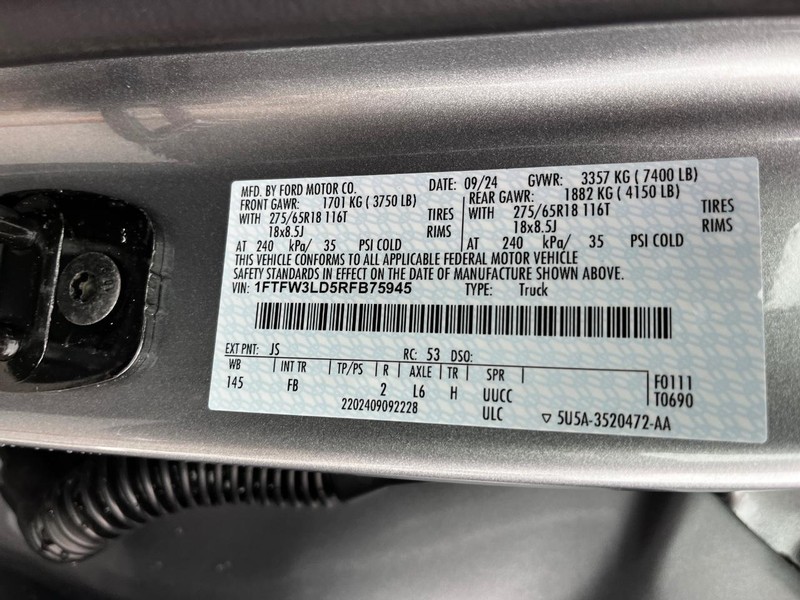 MFD. BY FORD MOTOR CO. DATE: 09/24 GVWR: 3357 KG ( 7400 LB)
FRONT GAWR: 1701 KG ( 3750 LB) REAR GAWR: 1882 KG ( 4150 LB)
WITH 275/65R18 116T TIRES WITH 275/65R18 116T TIRES
18x8.5J RIMS 18x8.5J RIMS
AT 240 kPa/ 35 PSI COLD AT 240 kPa/ 35 PSI COLD
THIS VEHICLE CONFORMS TO ALL APPLICABLE FEDERAL MOTOR VEHICLE
SAFETY STANDARDS IN EFFECT ON THE DATE OF MANUFACTURE SHOWN ABOVE.
VIN: 1FTFW3LD5RFB75945 TYPE: Truck
EXT PNT: JS RC: 53 DSO:
WB INT TR TP/PS R AXLE TR SPR F0111
145 FB 2 L6 H UUCC T0690
2202409092228 ULC ▽ 5U5A-3520472-AA